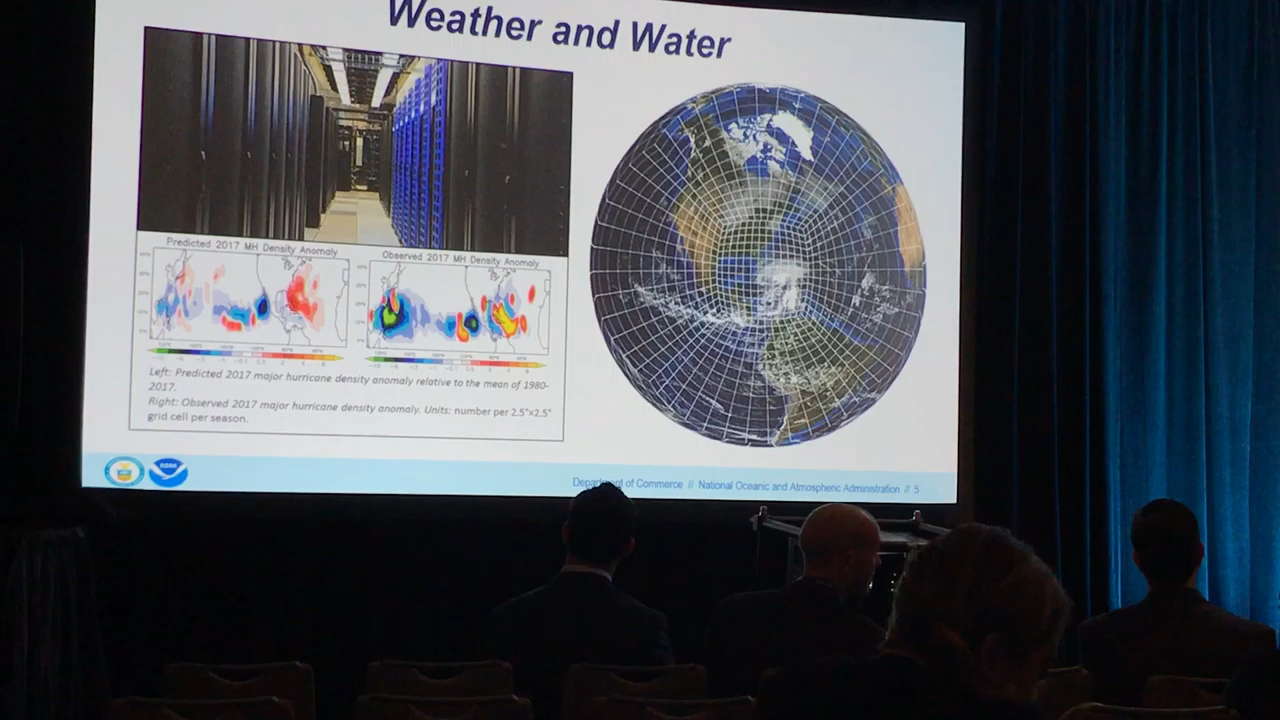 Weather and Water
Predicted 2017 MH Density Anomaly
Observed 2017 MH Density Anomaly
Left: Predicted 2017 major hurricane density anomaly relative to the mean of 1980-
2017.
Right: Observed 2017 major hurricane density anomaly. Units: number per 2.5°×2.5°
grid cell per season.
NOAA
Department of Commerce // National Oceanic and Atmospheric Administration // 5